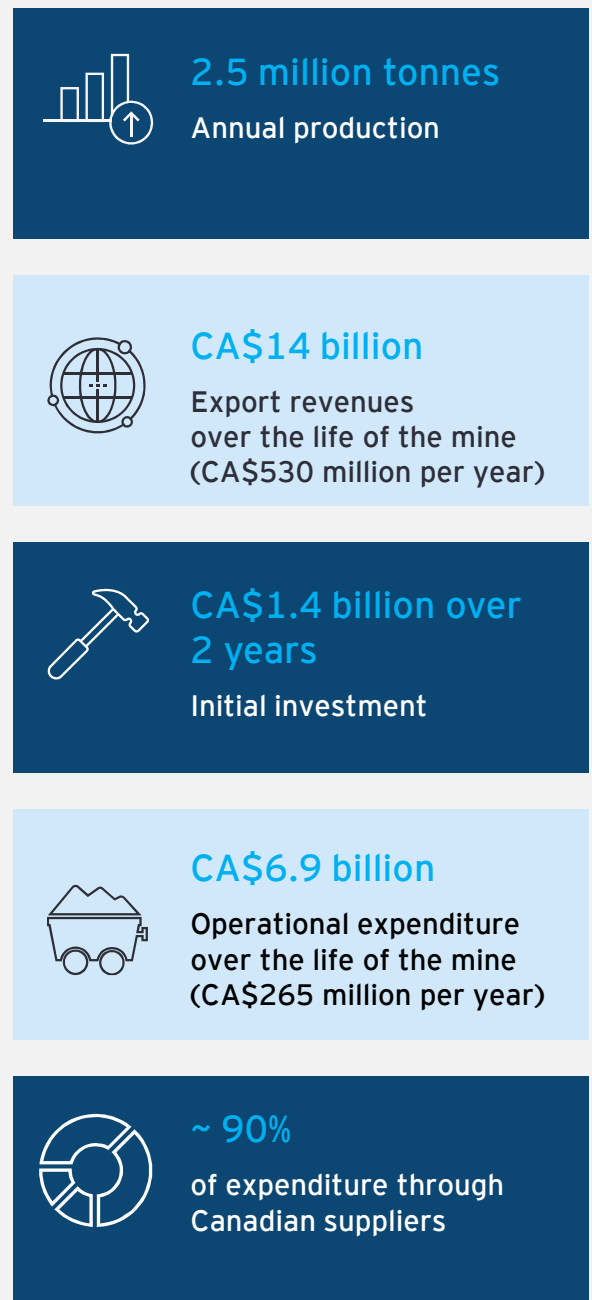 2.5 million tonnes
Annual production
CA$14 billion
Export revenues
over the life of the mine
(CA$530 million per year)
CA$1.4 billion over
2 years
Initial investment
CA$6.9 billion
Operational expenditure
over the life of the mine
(CA$265 million per year)
~ 90%
of expenditure through
Canadian suppliers